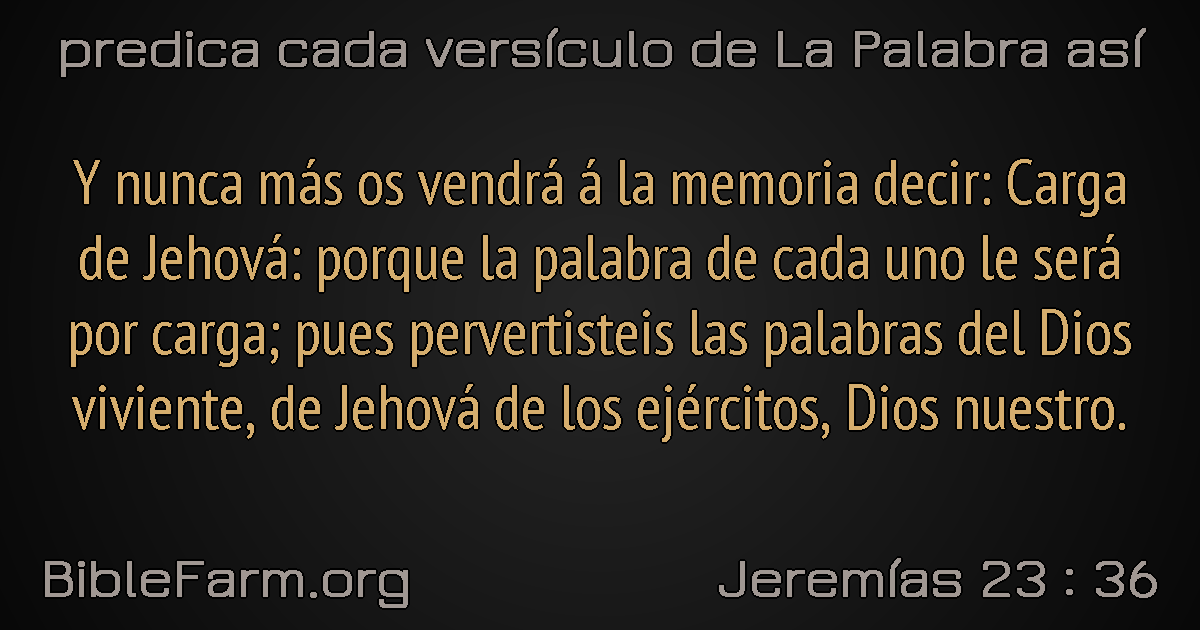 predica cada versículo de La Palabra así
Y nunca más os vendrá á la memoria decir: Carga
de Jehová: porque la palabra de cada uno le será
por carga; pues pervertisteis las palabras del Dios
viviente, de Jehová de los ejércitos, Dios nuestro.
BibleFarm.org
Jeremías 23 : 36